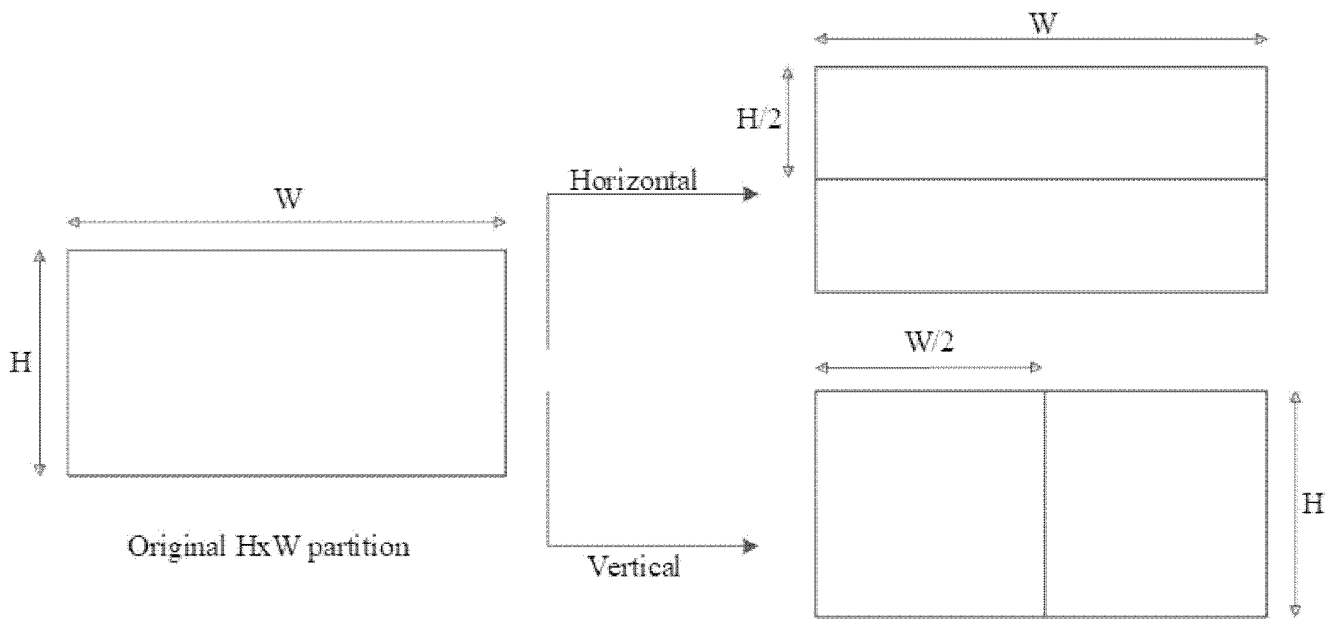 W
H
Original HxW partition
Horizontal
Vertical
W
H/2
W/2
H